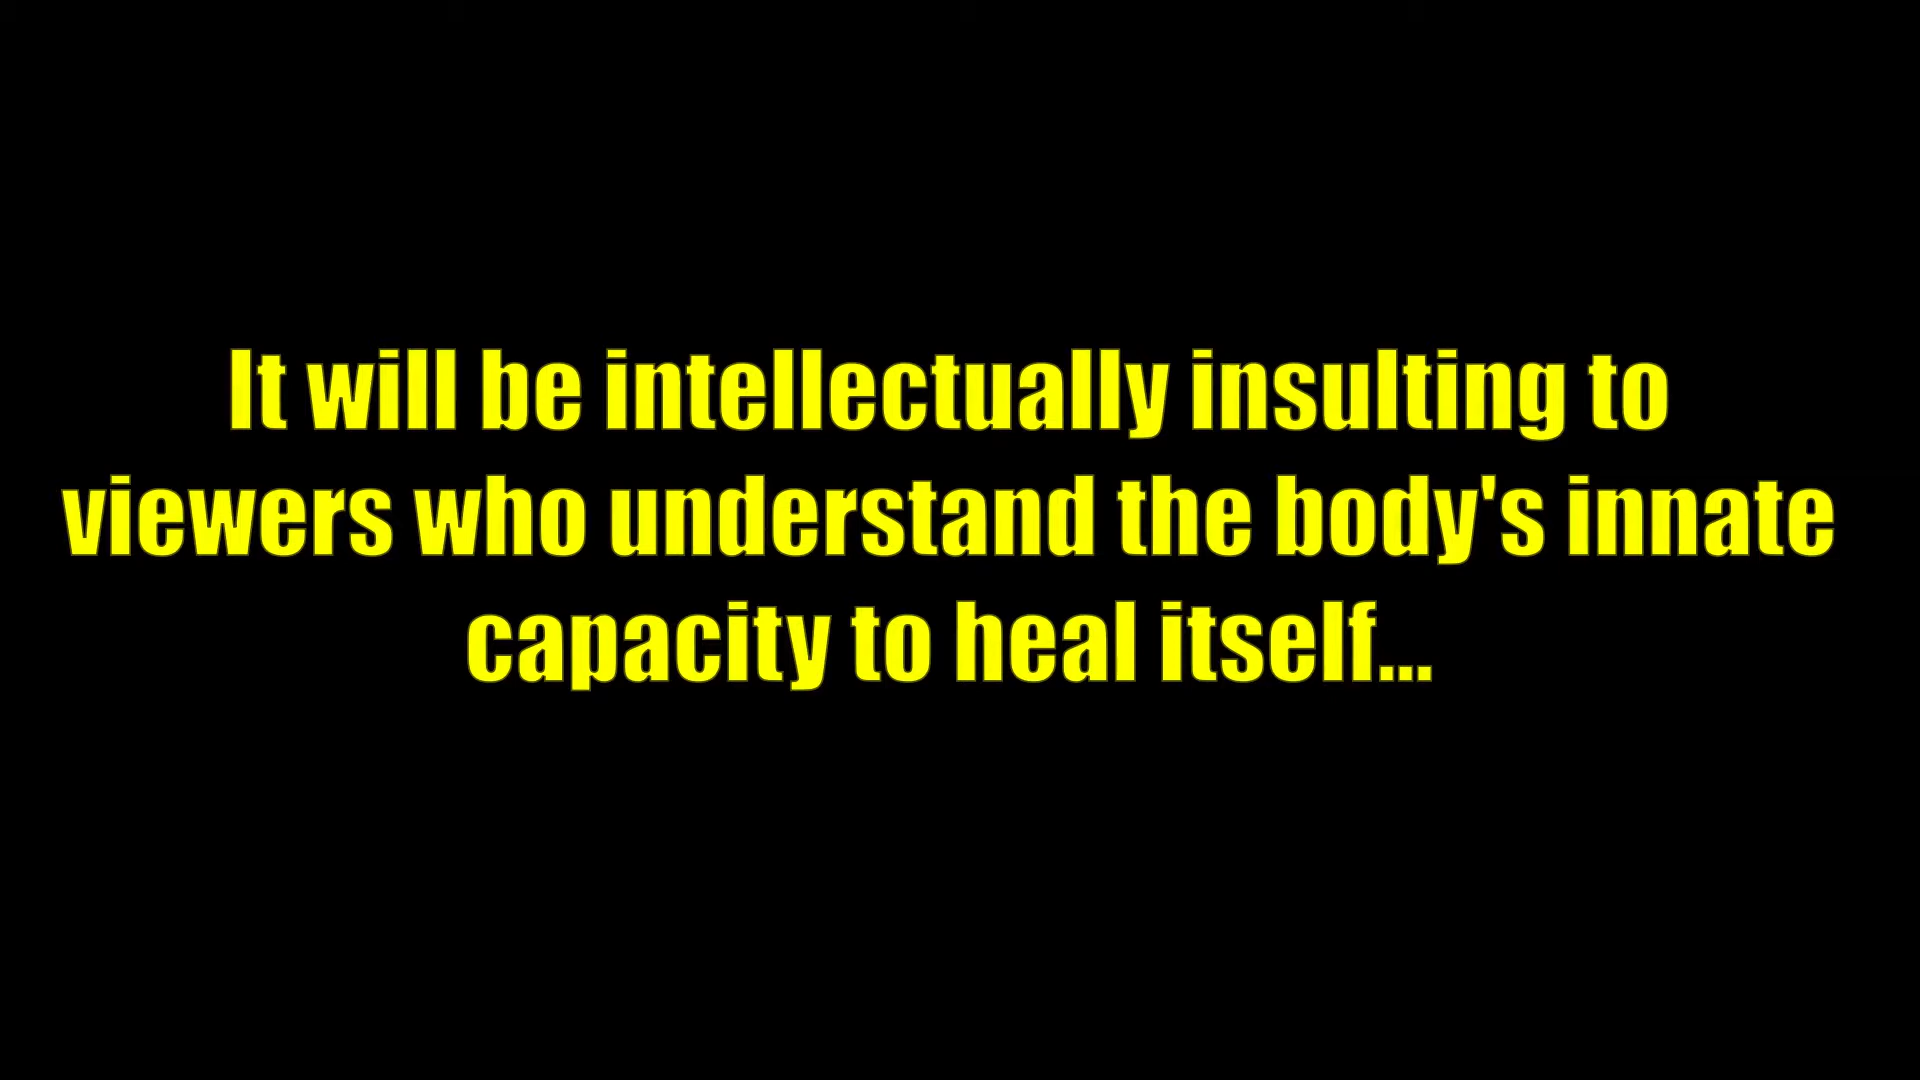 It will be intellectually insulting to
viewers who understand the body's innate
capacity to heal itself...